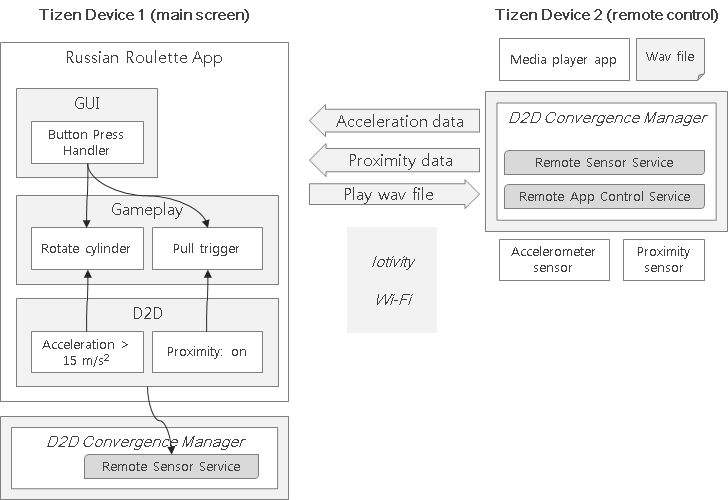 Tizen Device 1 (main screen)
Russian Roulette App
GUI
Button Press
Handler
Gameplay
Rotate cylinder
Pull trigger
D2D
Acceleration >
15 m/s²
Proximity: on
D2D Convergence Manager
Remote Sensor Service
Acceleration data
Proximity data
Play wav file
Iotivity
Wi-Fi
Tizen Device 2 (remote control)
Media player app
Wav file
D2D Convergence Manager
Remote Sensor Service
Remote App Control Service
Accelerometer
sensor
Proximity
sensor